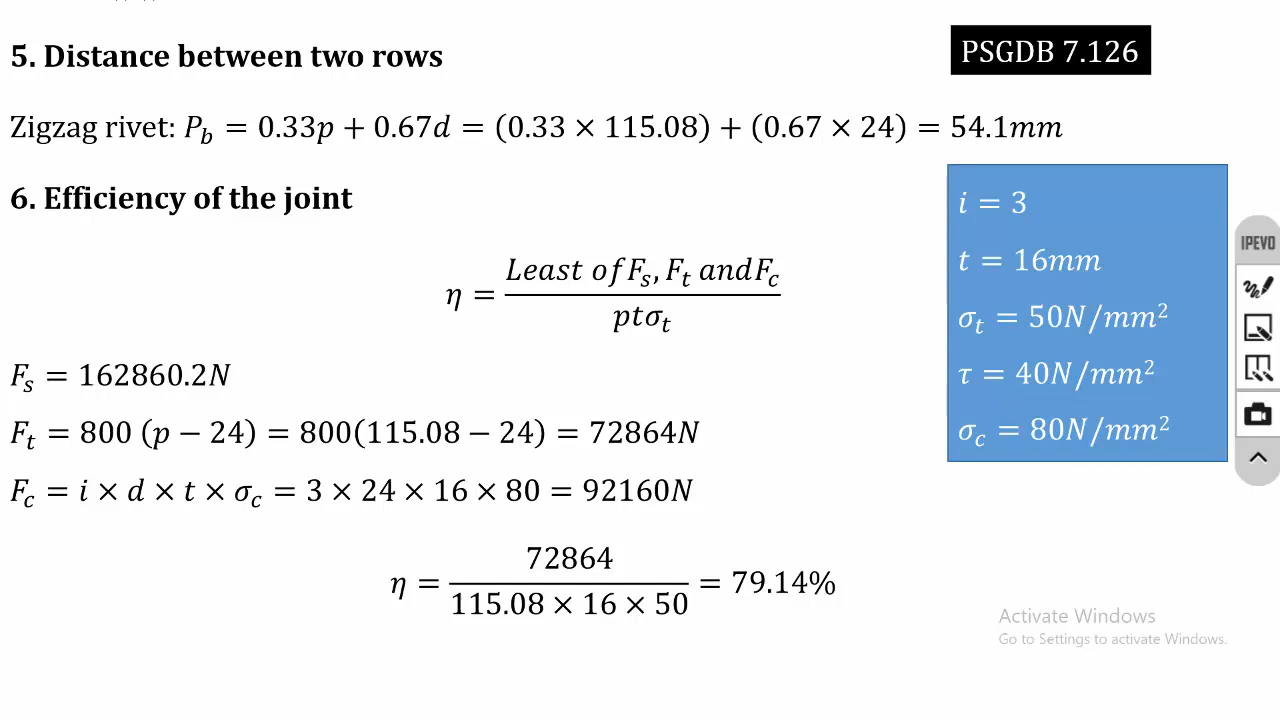 5. Distance between two rows
PSGDB 7.126
Zigzag rivet: P_b = 0.33p + 0.67d = (0.33 × 115.08) + (0.67 × 24) = 54.1mm
6. Efficiency of the joint
i = 3
t = 16mm
σ_t = 50N/mm²
τ = 40N/mm²
σ_c = 80N/mm²
IPEVO
η = Least of F_s, F_t and F_c / ptσ_t
F_s = 162860.2N
F_t = 800 (p − 24) = 800(115.08 − 24) = 72864N
F_c = i × d × t × σ_c = 3 × 24 × 16 × 80 = 92160N
η = 72864 / 115.08 × 16 × 50 = 79.14%
Activate Windows
Go to Settings to activate Windows.